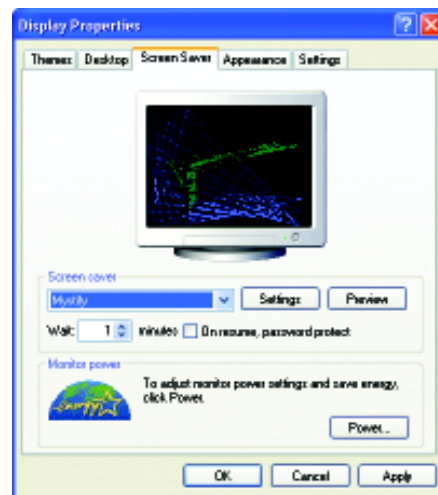 Display Properties
Themes Desktop Screen Saver Appearance Settings
Screen saver
Mystify Settings Preview
Wait: 1 minutes On resume, password protect
Monitor power
energy
To adjust monitor power settings and save energy,
click Power.
Power...
OK Cancel Apply